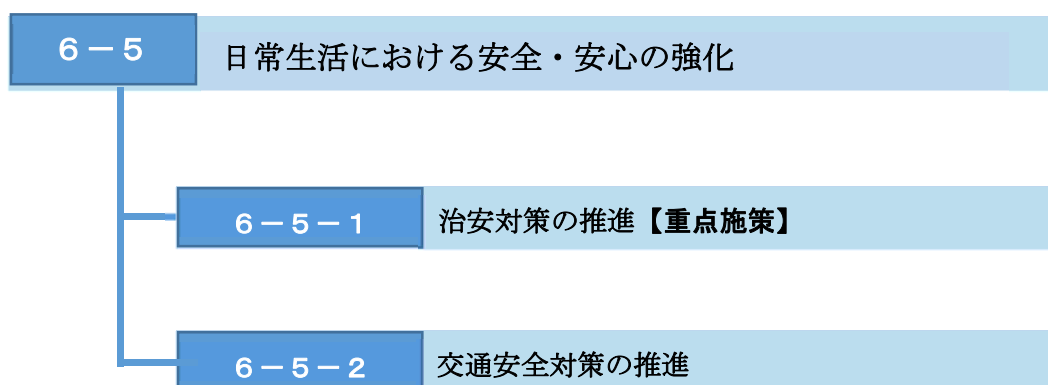 ６－５ 日常生活における安全・安心の強化
６－５－１ 治安対策の推進【重点施策】
６－５－２ 交通安全対策の推進